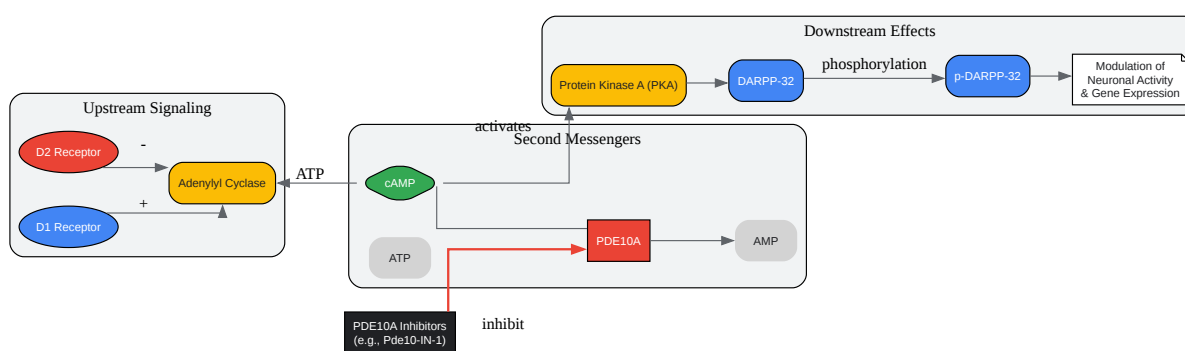 Downstream Effects
Protein Kinase A (PKA)
DARPP-32
phosphorylation
p-DARPP-32
Modulation of
Neuronal Activity
& Gene Expression
Upstream Signaling
D2 Receptor
-
Adenylyl Cyclase
+
D1 Receptor
ATP
activates
Second Messengers
cAMP
PDE10A
AMP
ATP
PDE10A Inhibitors
(e.g., Pde10-IN-1)
inhibit